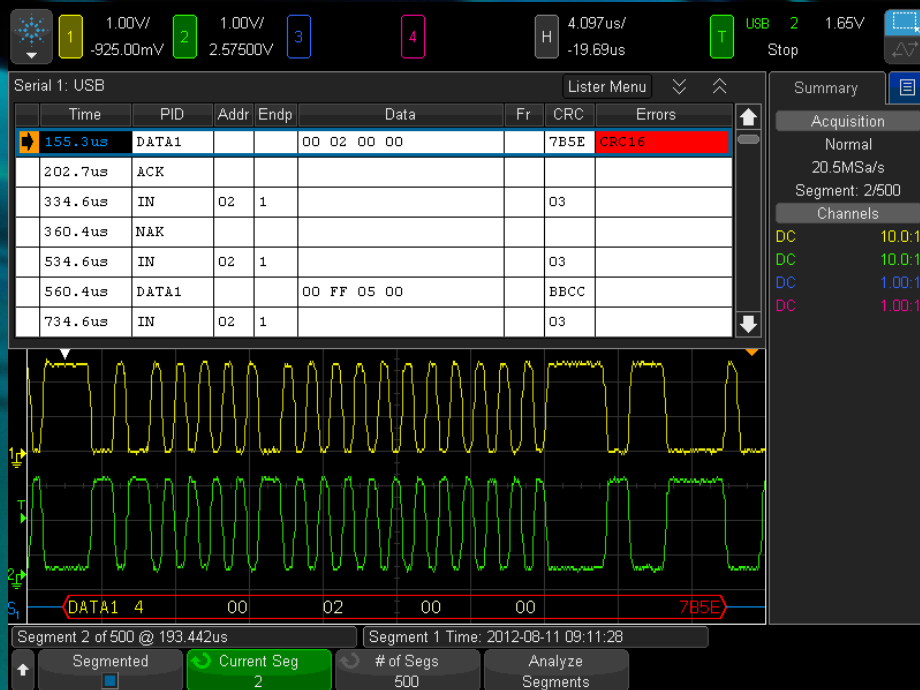 1 1.00V/ 2 1.00V/ 3 4 H 4.097us/ T USB 2 1.65V
-925.00mV 2.57500V -19.69us Stop
Serial 1: USB Lister Menu Summary
Time PID Addr Endp Data Fr CRC Errors
155.3us DATA1 00 02 00 00 7B5E CRC16
202.7us ACK
334.6us IN 02 1 03
360.4us NAK
534.6us IN 02 1 03
560.4us DATA1 00 FF 05 00 BBCC
734.6us IN 02 1 03
Acquisition
Normal
20.5MSa/s
Segment: 2/500
Channels
DC 10.0:1
DC 10.0:1
DC 1.00:1
DC 1.00:1
1
T
2
S1 DATA1 4 00 02 00 00 7B5E
Segment 2 of 500 @ 193.442us Segment 1 Time: 2012-08-11 09:11:28
Segmented Current Seg # of Segs Analyze
2 500 Segments